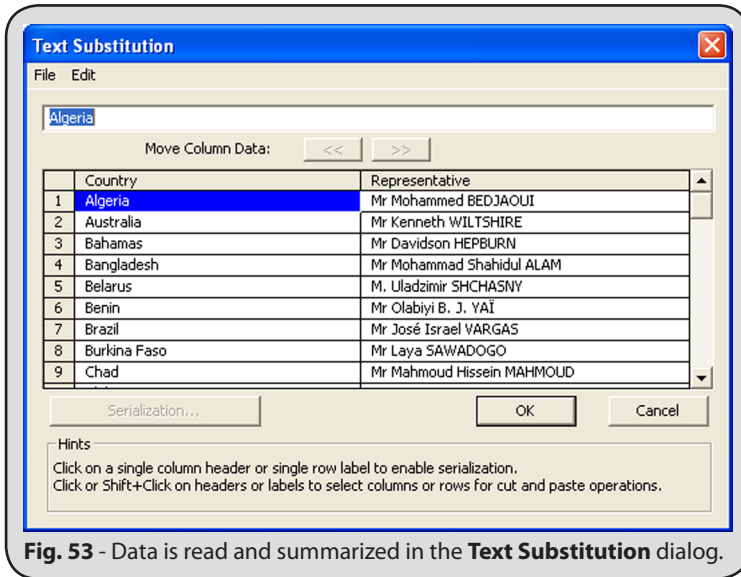 Text Substitution
File Edit
Algeria
Move Column Data: << >>
Country Representative
1 Algeria Mr Mohammed BEDJAOUI
2 Australia Mr Kenneth WILTSHIRE
3 Bahamas Mr Davidson HEPBURN
4 Bangladesh Mr Mohammad Shahidul ALAM
5 Belarus M. Uladzimir SHCHASNY
6 Benin Mr Olabiyi B. J. YAÏ
7 Brazil Mr José Israel VARGAS
8 Burkina Faso Mr Laya SAWADOGO
9 Chad Mr Mahmoud Hissein MAHMOUD
Serialization... OK Cancel
Hints
Click on a single column header or single row label to enable serialization.
Click or Shift+Click on headers or labels to select columns or rows for cut and paste operations.
Fig. 53 - Data is read and summarized in the Text Substitution dialog.